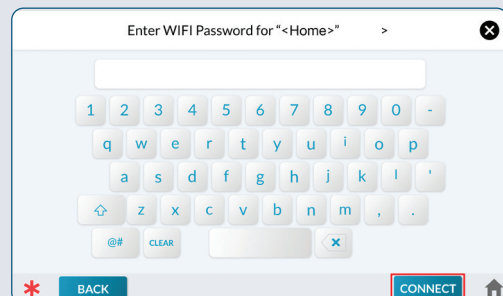 Enter WIFI Password for “<Home>” >
1 2 3 4 5 6 7 8 9 0 -
q w e r t y u i o p
a s d f g h j k l '
z x c v b n m , .
@# CLEAR
BACK CONNECT